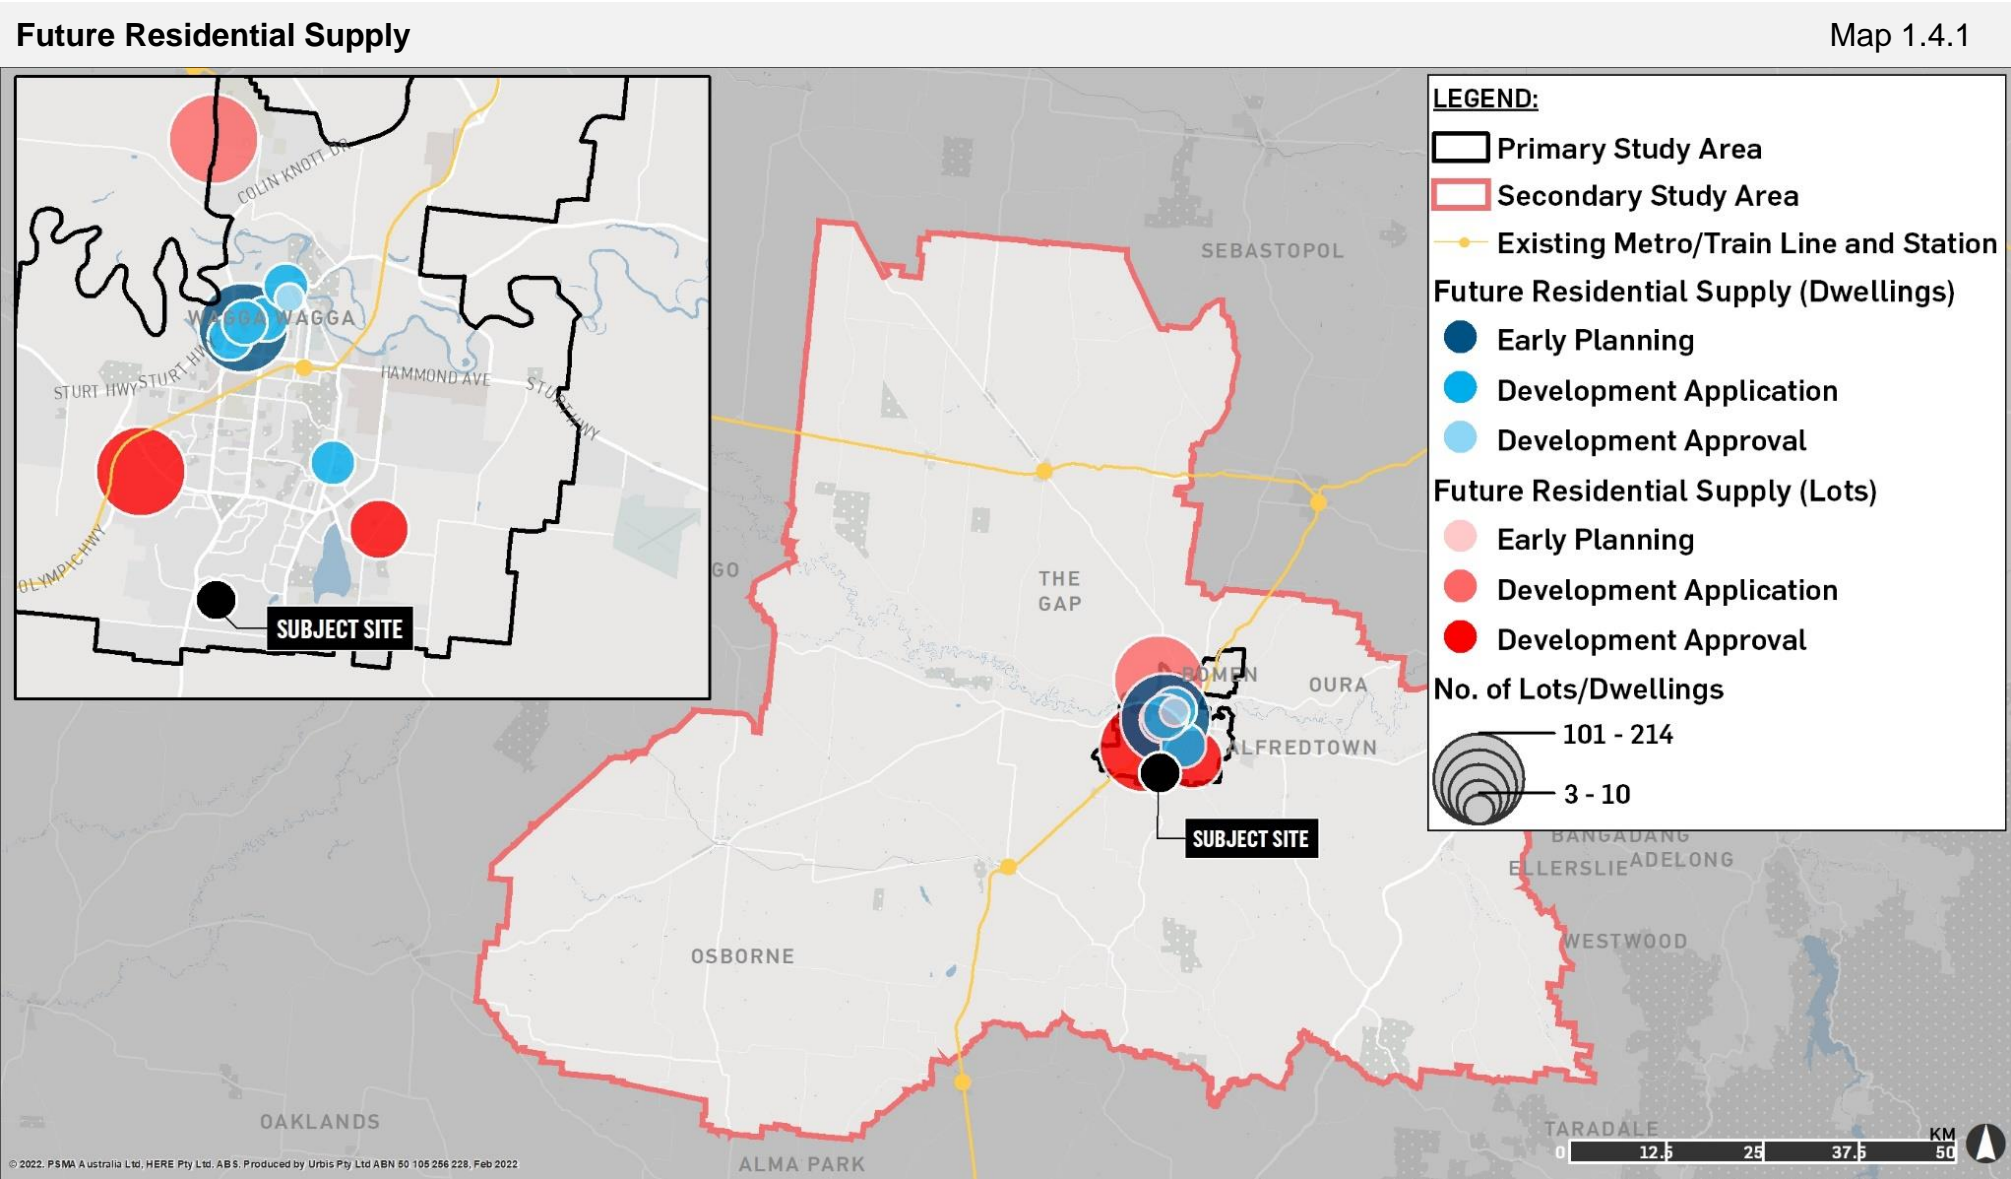 Future Residential Supply
Map 1.4.1
COLIN KNOTT DR
WAGGA WAGGA
STURT HWY
STURT HWY
HAMMOND AVE
STURT HWY
OLYMPIC HWY
SUBJECT SITE
LEGEND:
Primary Study Area
Secondary Study Area
Existing Metro/Train Line and Station
Future Residential Supply (Dwellings)
Early Planning
Development Application
Development Approval
Future Residential Supply (Lots)
Early Planning
Development Application
Development Approval
No. of Lots/Dwellings
101 - 214
3 - 10
SEBASTOPOL
GO
THE
GAP
BOMEN
OURA
ALFREDTOWN
SUBJECT SITE
BANGADANG
ELLERSLIE
ADELONG
WESTWOOD
OSBORNE
OAKLANDS
ALMA PARK
TARADALE
KM
0 12.5 25 37.5 50
© 2022. PSMA Australia Ltd, HERE Pty Ltd. ABS. Produced by Urbis Pty Ltd ABN 50 105 256 228, Feb 2022